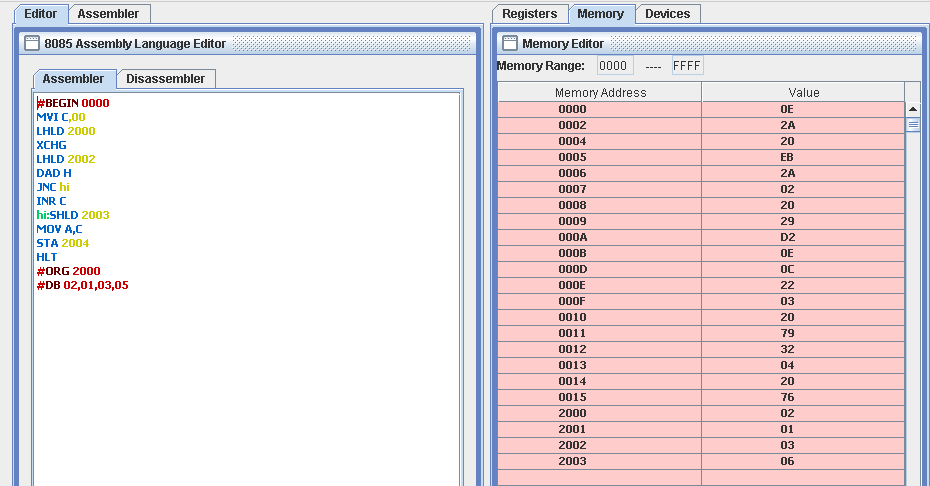 Editor Assembler
8085 Assembly Language Editor
Assembler Disassembler
#BEGIN 0000
MVI C,00
LHLD 2000
XCHG
LHLD 2002
DAD H
JNC hi
INR C
hi:SHLD 2003
MOV A,C
STA 2004
HLT
#ORG 2000
#DB 02,01,03,05
Registers Memory Devices
Memory Editor
Memory Range: 0000 ---- FFFF
Memory Address Value
0000 0E
0002 2A
0004 20
0005 EB
0006 2A
0007 02
0008 20
0009 29
000A D2
000B 0E
000D 0C
000E 22
000F 03
0010 20
0011 79
0012 32
0013 04
0014 20
0015 76
2000 02
2001 01
2002 03
2003 06